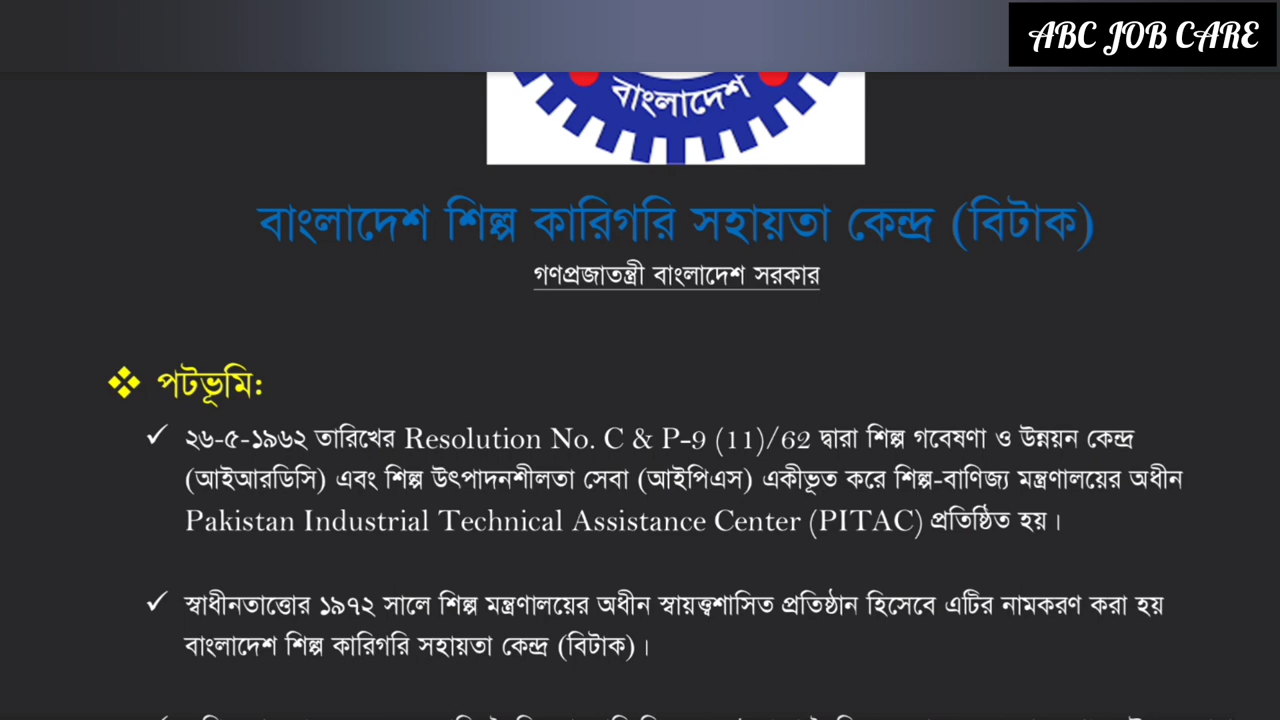 ABC JOB CARE
বাংলাদেশ
বাংলাদেশ শিল্প কারিগরি সহায়তা কেন্দ্র (বিটাক)
গণপ্রজাতন্ত্রী বাংলাদেশ সরকার
❖ পটভূমি:
✓ ২৬-৫-১৯৬২ তারিখের Resolution No. C & P-9 (11)/62 দ্বারা শিল্প গবেষণা ও উন্নয়ন কেন্দ্র
(আইআরডিসি) এবং শিল্প উৎপাদনশীলতা সেবা (আইপিএস) একীভূত করে শিল্প-বাণিজ্য মন্ত্রণালয়ের অধীন
Pakistan Industrial Technical Assistance Center (PITAC) প্রতিষ্ঠিত হয়।
✓ স্বাধীনতাত্তোর ১৯৭২ সালে শিল্প মন্ত্রণালয়ের অধীন স্বায়ত্ত্বশাসিত প্রতিষ্ঠান হিসেবে এটির নামকরণ করা হয়
বাংলাদেশ শিল্প কারিগরি সহায়তা কেন্দ্র (বিটাক)।